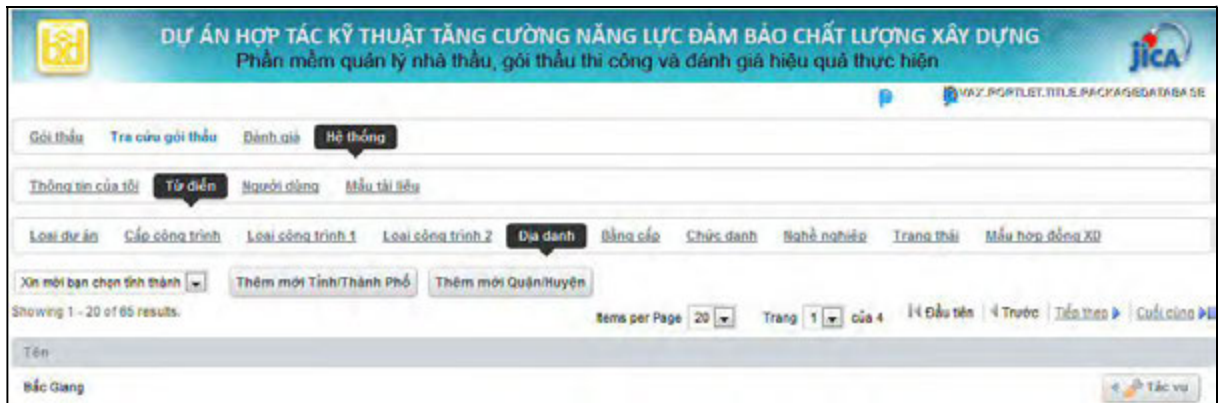 DỰ ÁN HỢP TÁC KỸ THUẬT TĂNG CƯỜNG NĂNG LỰC ĐẢM BẢO CHẤT LƯỢNG XÂY DỰNG
Phần mềm quản lý nhà thầu, gói thầu thi công và đánh giá hiệu quả thực hiện
jICA
VAX.PORTLET.TITLE.PACKAGEDATABASE
Gói thầu Tra cứu gói thầu Đánh giá Hệ thống
Thông tin của tôi Từ điển Người dùng Mẫu tài liệu
Loại dự án Cấp công trình Loại công trình 1 Loại công trình 2 Địa danh Bằng cấp Chức danh Nghề nghiệp Trạng thái Mẫu hợp đồng XD
Xin mời bạn chọn tỉnh thành Thêm mới Tỉnh/Thành Phố Thêm mới Quận/Huyện
Showing 1 - 20 of 65 results. Items per Page 20 Trang 1 của 4 Đầu tiên Trước Tiếp theo Cuối cùng
Tên
Bắc Giang Tác vụ